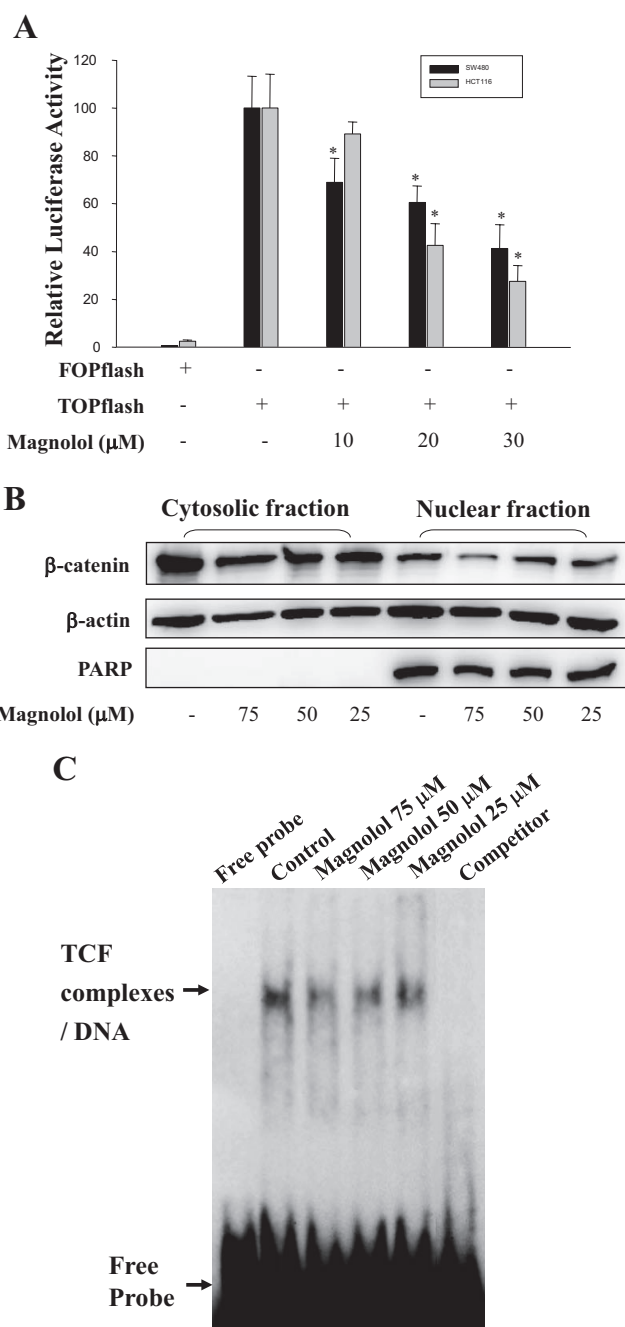 A
Relative Luciferase Activity
120
100
80
60
40
20
0
SW480
HCT116
*
* *
* *
FOPflash + - - - -
TOPflash - + + + +
Magnolol (μM) - - 10 20 30
B
Cytosolic fraction Nuclear fraction
β-catenin
β-actin
PARP
Magnolol (μM) - 75 50 25 - 75 50 25
C
Free probe
Control
Magnolol 75 μM
Magnolol 50 μM
Magnolol 25 μM
Competitor
TCF
complexes
/ DNA
Free
Probe